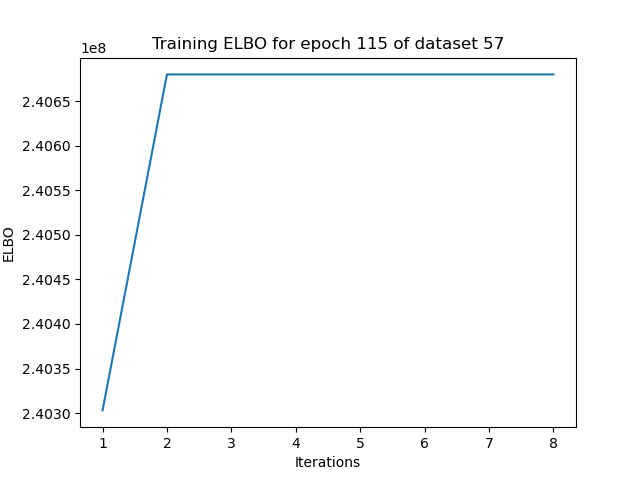 Training ELBO for epoch 115 of dataset 57
1e8
2.4065
2.4060
2.4055
2.4050
2.4045
2.4040
2.4035
2.4030
ELBO
1 2 3 4 5 6 7 8
Iterations